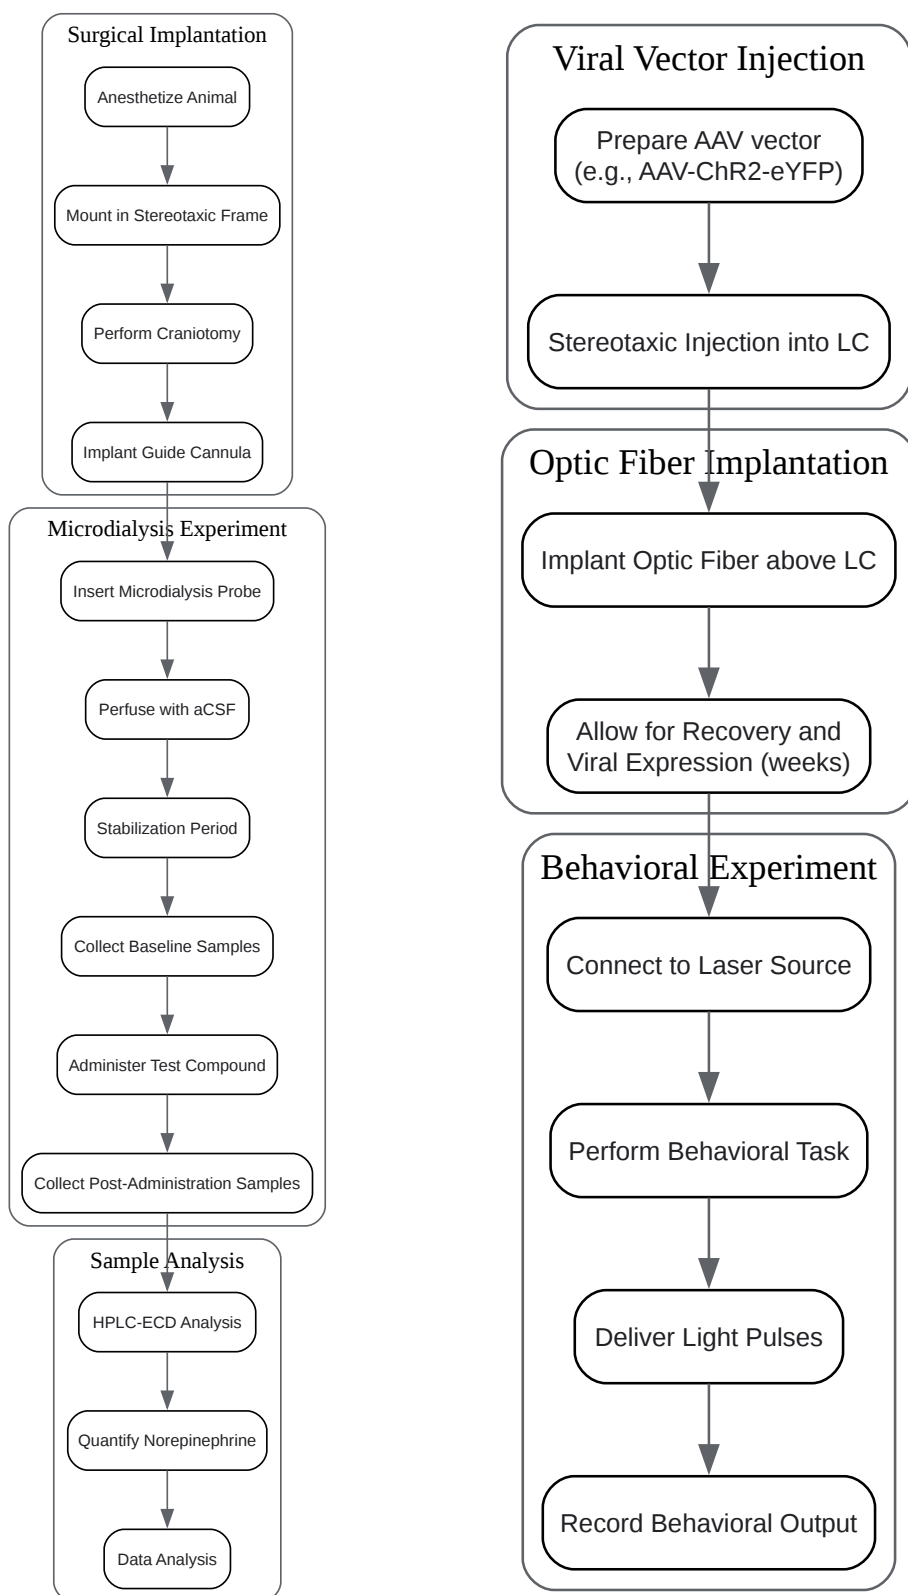 Surgical Implantation
Anesthetize Animal
Mount in Stereotaxic Frame
Perform Craniotomy
Implant Guide Cannula
Microdialysis Experiment
Insert Microdialysis Probe
Perfuse with aCSF
Stabilization Period
Collect Baseline Samples
Administer Test Compound
Collect Post-Administration Samples
Sample Analysis
HPLC-ECD Analysis
Quantify Norepinephrine
Data Analysis
Viral Vector Injection
Prepare AAV vector
(e.g., AAV-ChR2-eYFP)
Stereotaxic Injection into LC
Optic Fiber Implantation
Implant Optic Fiber above LC
Allow for Recovery and
Viral Expression (weeks)
Behavioral Experiment
Connect to Laser Source
Perform Behavioral Task
Deliver Light Pulses
Record Behavioral Output